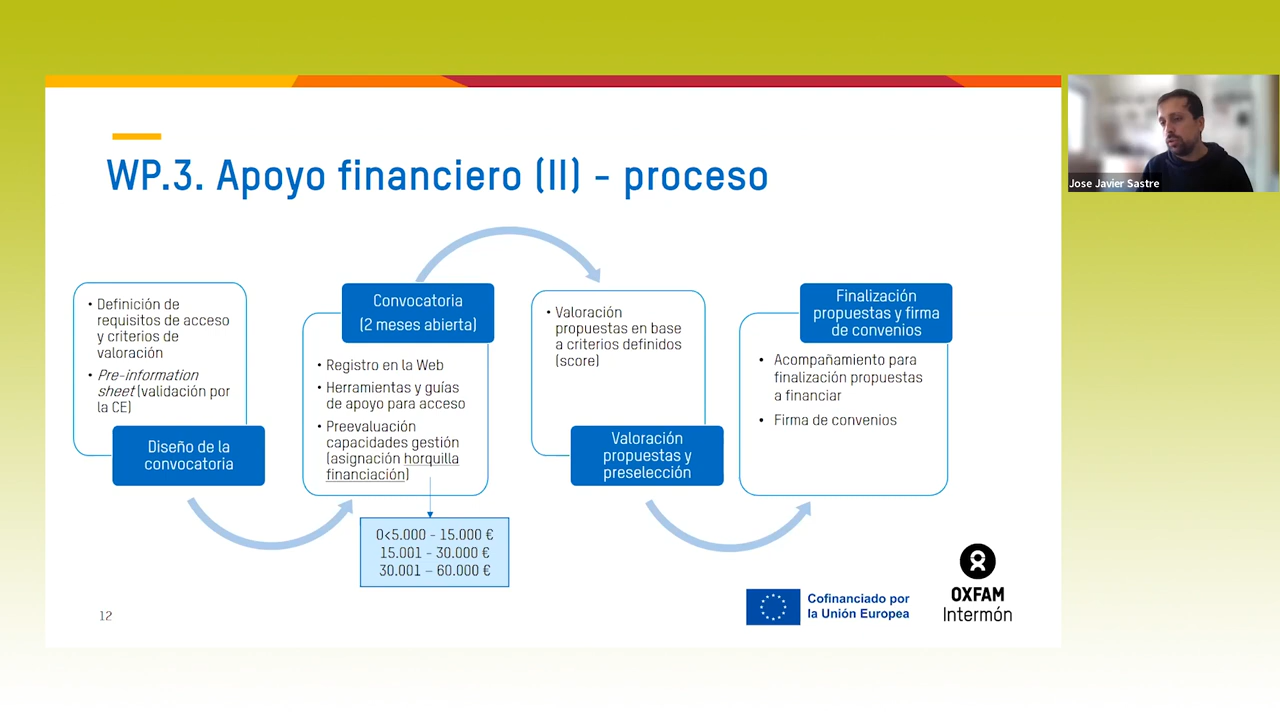 WP.3. Apoyo financiero (II) - proceso
• Definición de
requisitos de acceso
y criterios de
valoración
• Pre-information
sheet (validación por
la CE)
Diseño de la
convocatoria
Convocatoria
(2 meses abierta)
• Registro en la Web
• Herramientas y guías
de apoyo para acceso
• Preevaluación
capacidades gestión
(asignación horquilla
financiación)
0<5.000 - 15.000 €
15.001 - 30.000 €
30.001 – 60.000 €
• Valoración
propuestas en base
a criterios definidos
(score)
Valoración
propuestas y
preselección
Finalización
propuestas y firma
de convenios
• Acompañamiento para
finalización propuestas
a financiar
• Firma de convenios
12
Cofinanciado por
la Unión Europea
OXFAM
Intermón
Jose Javier Sastre